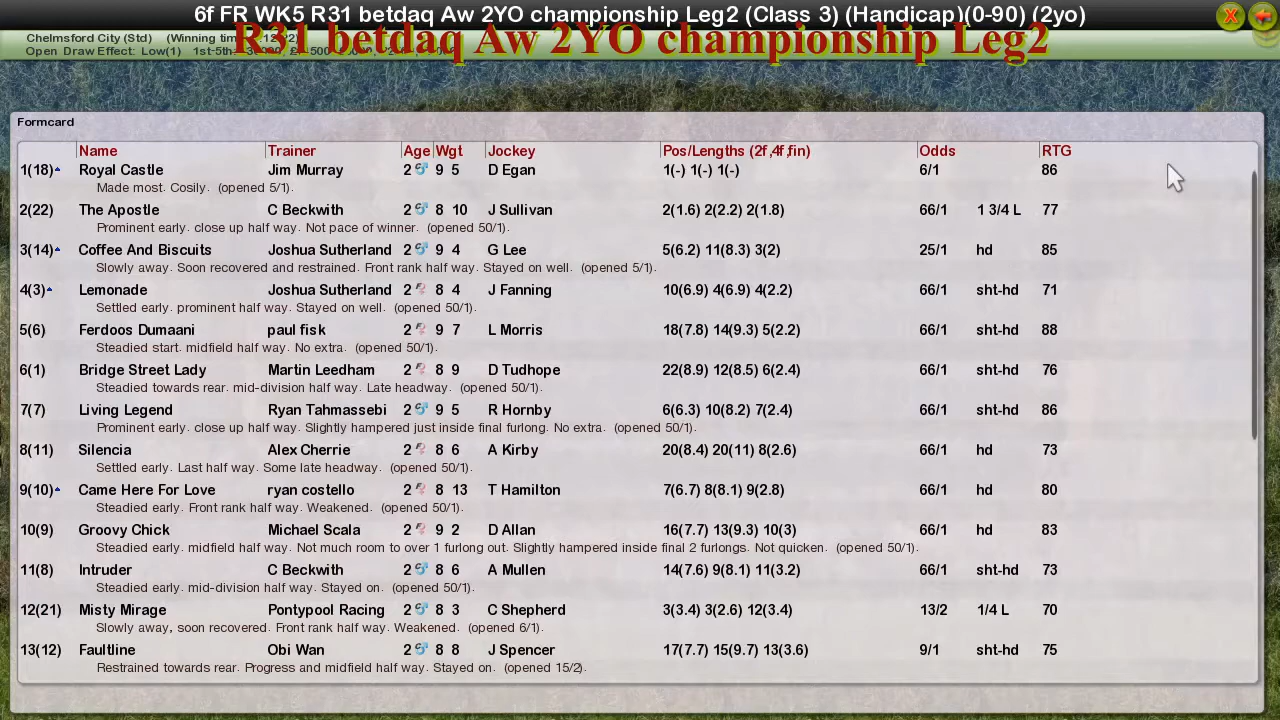 6f FR WK5 R31 betdaq Aw 2YO championship Leg2 (Class 3) (Handicap)(0-90) (2yo)
R31 betdaq Aw 2YO championship Leg2
Chelmsford City (Std) (Winning
Open Draw Effect: Low(1) 1st-5th:
Formcard
Name Trainer Age Wgt Jockey Pos/Lengths (2f,4f,fin) Odds RTG
1(18) Royal Castle Jim Murray 2 9 5 D Egan 1(-) 1(-) 1(-) 6/1 86
Made most. Cosily. (opened 5/1).
2(22) The Apostle C Beckwith 2 8 10 J Sullivan 2(1.6) 2(2.2) 2(1.8) 66/1 1 3/4 L 77
Prominent early. close up half way. Not pace of winner. (opened 50/1).
3(14) Coffee And Biscuits Joshua Sutherland 2 9 4 G Lee 5(6.2) 11(8.3) 3(2) 25/1 hd 85
Slowly away. Soon recovered and restrained. Front rank half way. Stayed on well. (opened 5/1).
4(3) Lemonade Joshua Sutherland 2 8 4 J Fanning 10(6.9) 4(6.9) 4(2.2) 66/1 sht-hd 71
Settled early. prominent half way. Stayed on well. (opened 50/1).
5(6) Ferdoos Dumaani paul fisk 2 9 7 L Morris 18(7.8) 14(9.3) 5(2.2) 66/1 sht-hd 88
Steadied start. midfield half way. No extra. (opened 50/1).
6(1) Bridge Street Lady Martin Leedham 2 8 9 D Tudhope 22(8.9) 12(8.5) 6(2.4) 66/1 sht-hd 76
Steadied towards rear. mid-division half way. Late headway. (opened 50/1).
7(7) Living Legend Ryan Tahmassebi 2 9 5 R Hornby 6(6.3) 10(8.2) 7(2.4) 66/1 sht-hd 86
Prominent early. close up half way. Slightly hampered just inside final furlong. No extra. (opened 50/1).
8(11) Silencia Alex Cherrie 2 8 6 A Kirby 20(8.4) 20(11) 8(2.6) 66/1 hd 73
Settled early. Last half way. Some late headway. (opened 50/1).
9(10) Came Here For Love ryan costello 2 8 13 T Hamilton 7(6.7) 8(8.1) 9(2.8) 66/1 hd 80
Steadied early. Front rank half way. Weakened. (opened 50/1).
10(9) Groovy Chick Michael Scala 2 9 2 D Allan 16(7.7) 13(9.3) 10(3) 66/1 hd 83
Steadied early. midfield half way. Not much room to over 1 furlong out. Slightly hampered inside final 2 furlongs. Not quicken. (opened 50/1).
11(8) Intruder C Beckwith 2 8 6 A Mullen 14(7.6) 9(8.1) 11(3.2) 66/1 sht-hd 73
Steadied early. mid-division half way. Stayed on. (opened 50/1).
12(21) Misty Mirage Pontypool Racing 2 8 3 C Shepherd 3(3.4) 3(2.6) 12(3.4) 13/2 1/4 L 70
Slowly away, soon recovered. Front rank half way. Weakened. (opened 6/1).
13(12) Faultline Obi Wan 2 8 8 J Spencer 17(7.7) 15(9.7) 13(3.6) 9/1 sht-hd 75
Restrained towards rear. Progress and midfield half way. Stayed on. (opened 15/2).